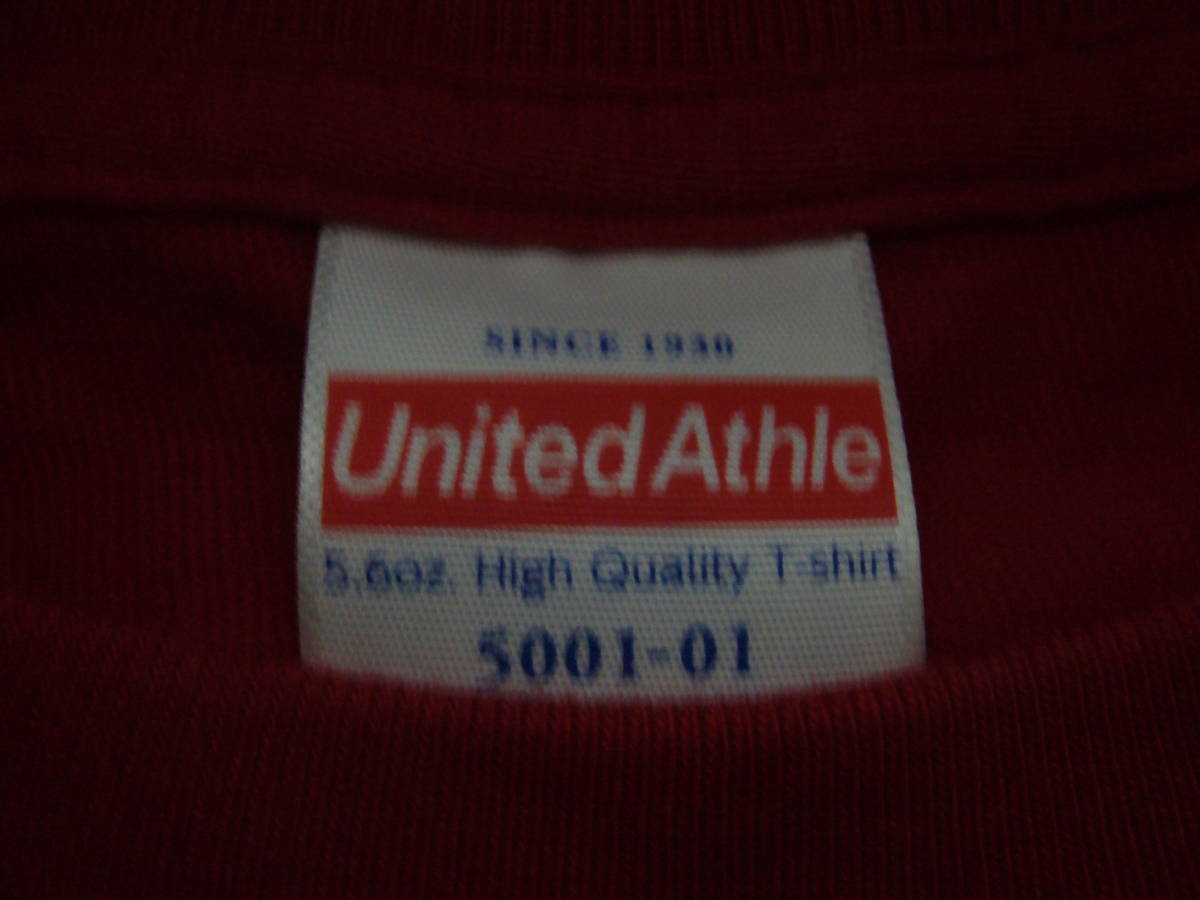 SINCE 1930
United Athle
5.6oz. High Quality T-shirt
5001-01